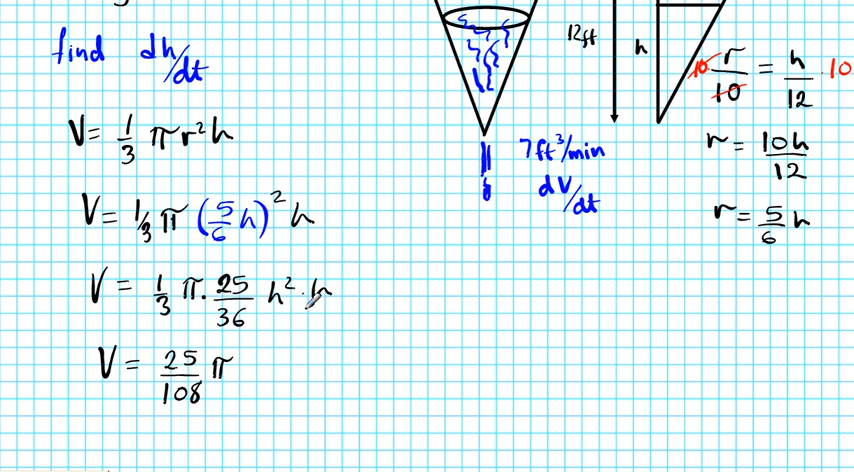 find dh/dt
V = 1/3 πr²h
V = 1/3 π (5/6 h)² h
V = 1/3 π · 25/36 h² · h
V = 25/108 π
12ft
7ft³/min
dV/dt
h
10 r/10 = h/12 · 10
r = 10h/12
r = 5/6 h